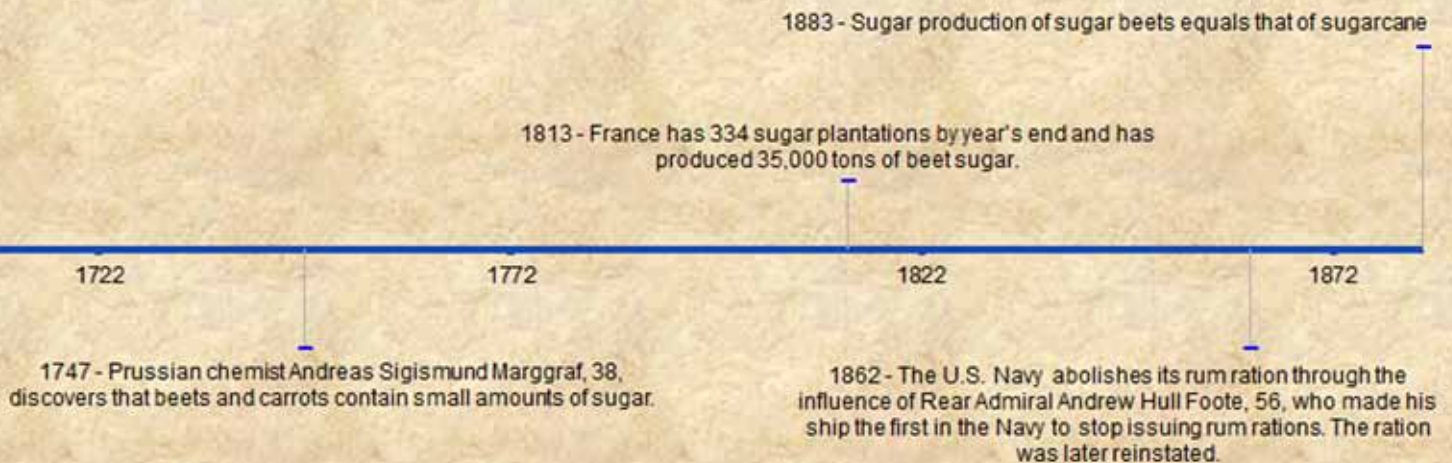 1883 - Sugar production of sugar beets equals that of sugarcane
1813 - France has 334 sugar plantations by year's end and has
produced 35,000 tons of beet sugar.
1722
1772
1822
1872
1747 - Prussian chemist Andreas Sigismund Marggraf, 38,
discovers that beets and carrots contain small amounts of sugar.
1862 - The U.S. Navy abolishes its rum ration through the
influence of Rear Admiral Andrew Hull Foote, 56, who made his
ship the first in the Navy to stop issuing rum rations. The ration
was later reinstated.